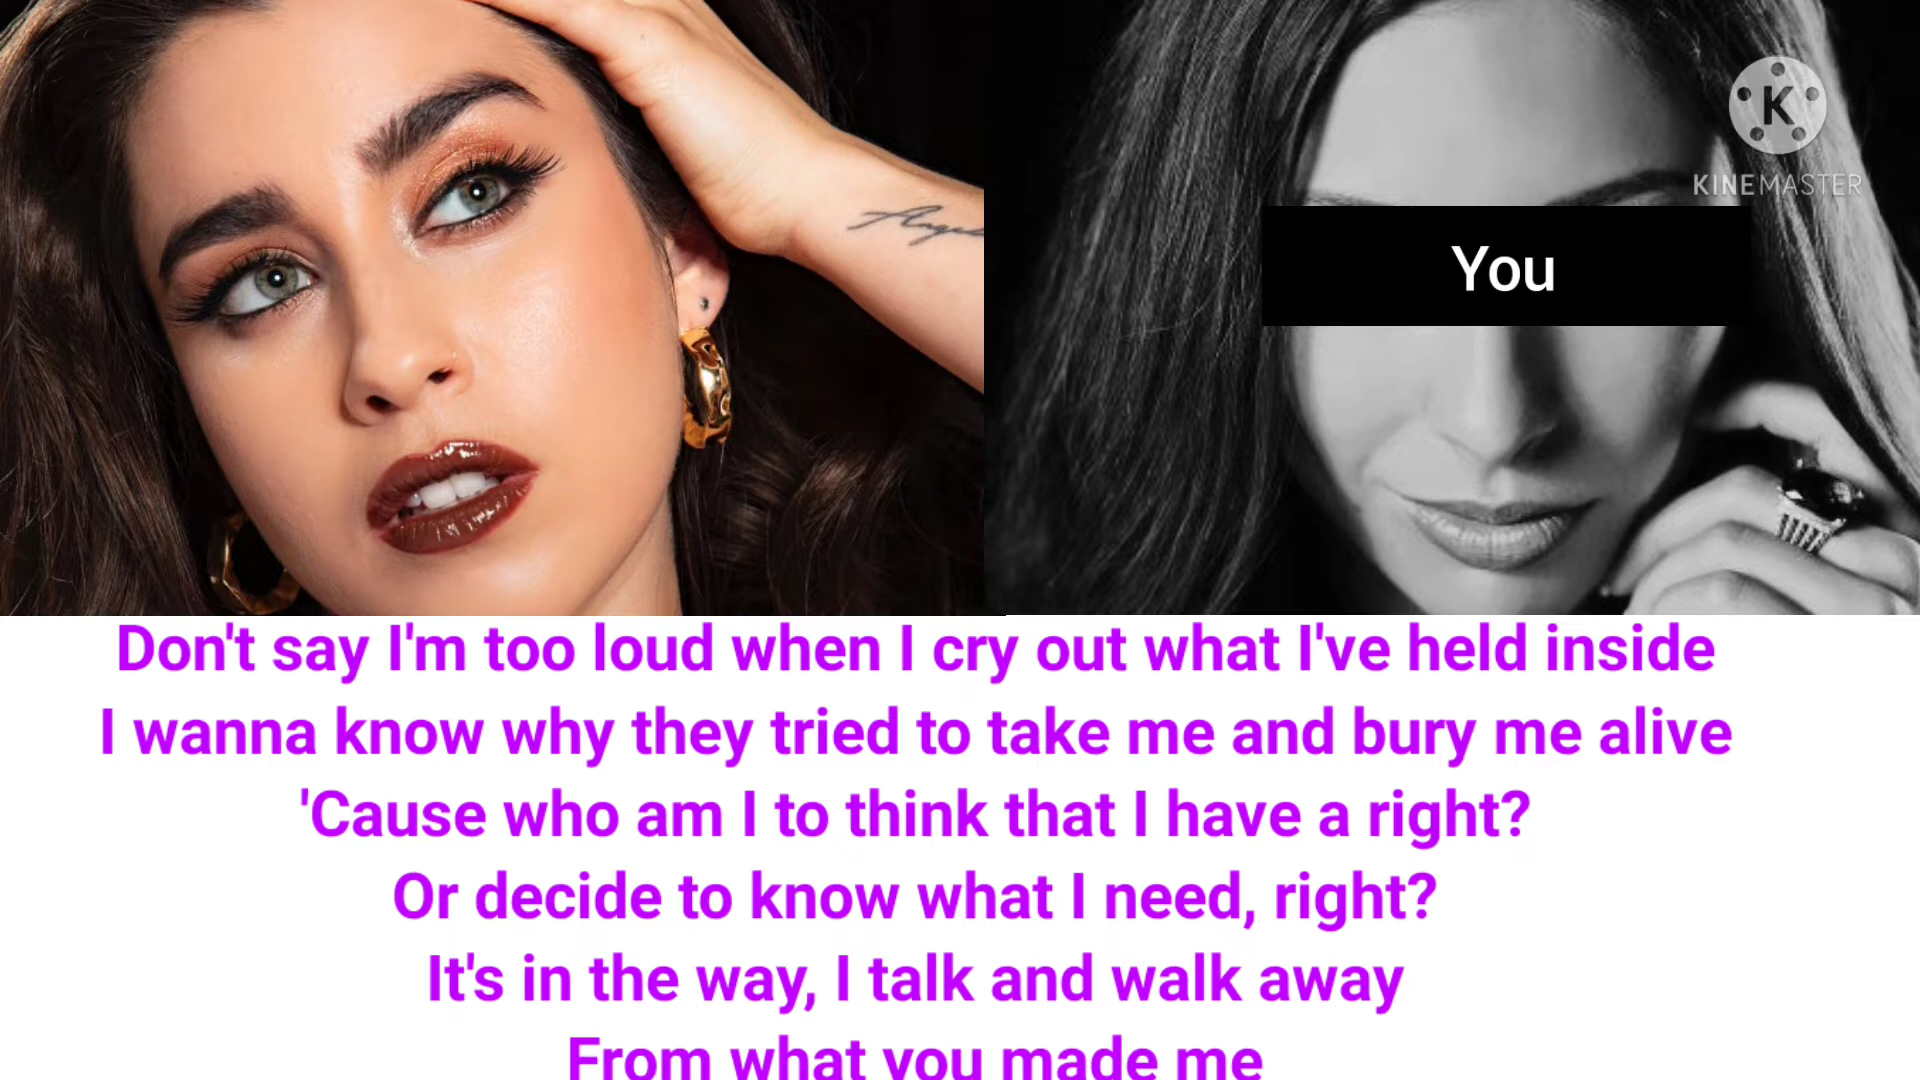 K
KINEMASTER
You
Don't say I'm too loud when I cry out what I've held inside
I wanna know why they tried to take me and bury me alive
'Cause who am I to think that I have a right?
Or decide to know what I need, right?
It's in the way, I talk and walk away
From what you made me